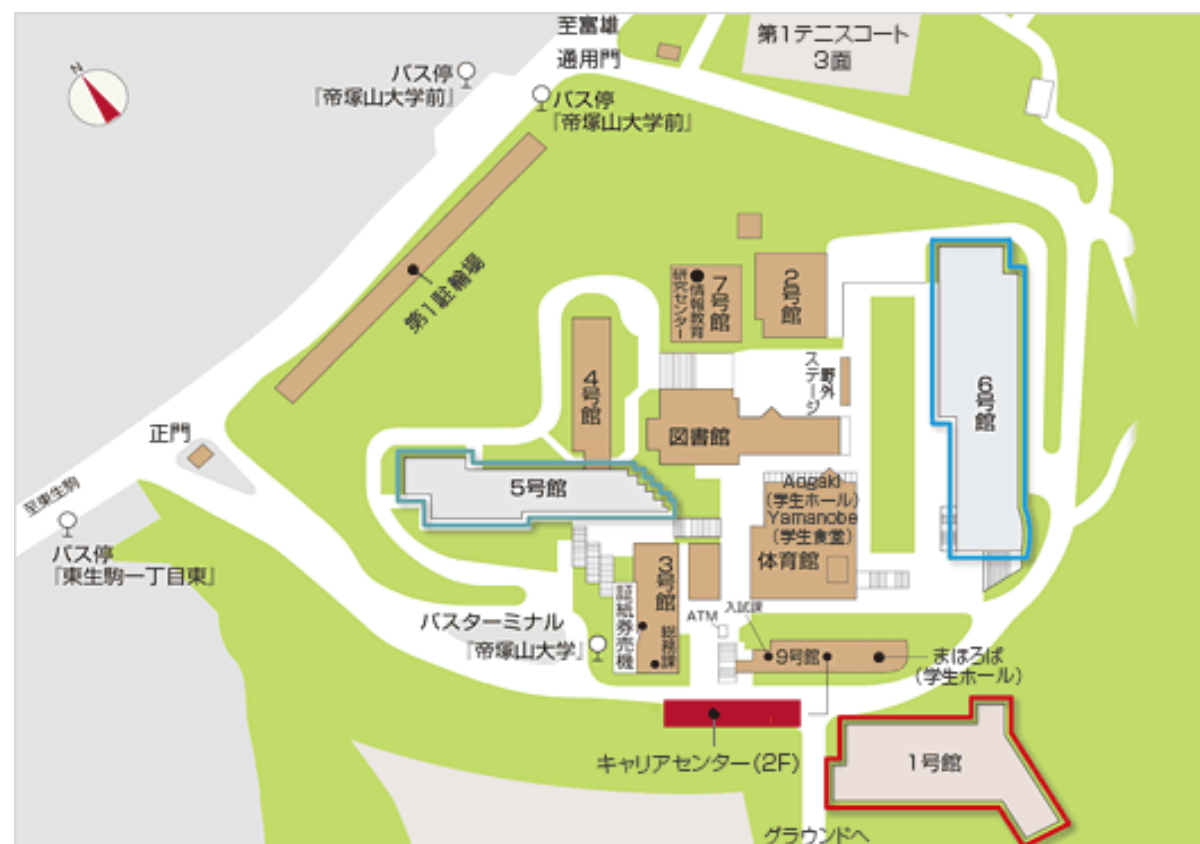 至富雄
通用門
第1テニスコート
3面
N
バス停
『帝塚山大学前』
バス停
『帝塚山大学前』
第1駐輪場
7号館
情報教育
研究センター
2号館
4号館
野外
ステージ
6号館
図書館
正門
5号館
至東生駒
バス停
『東生駒一丁目東』
Aogaki
(学生ホール)
Yamanobe
(学生食堂)
体育館
3号館
総務課
証紙券売機
ATM
入試課
バスターミナル
『帝塚山大学』
9号館
まほろば
(学生ホール)
キャリアセンター(2F)
1号館
グラウンドへ